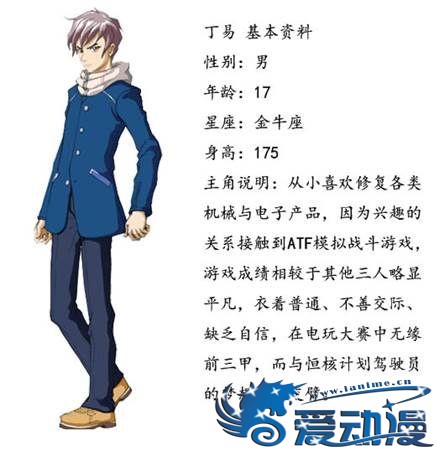 丁易 基本资料
性别：男
年龄：17
星座：金牛座
身高：175
主角说明：从小喜欢修复各类
机械与电子产品，因为兴趣的
关系接触到ATF模拟战斗游戏，
游戏成绩相较于其他三人略显
平凡，衣着普通、不善交际、
缺乏自信，在电玩大赛中无缘
前三甲，而与恒核计划驾驶员
的梦
www.ianime.cn
爱动漫